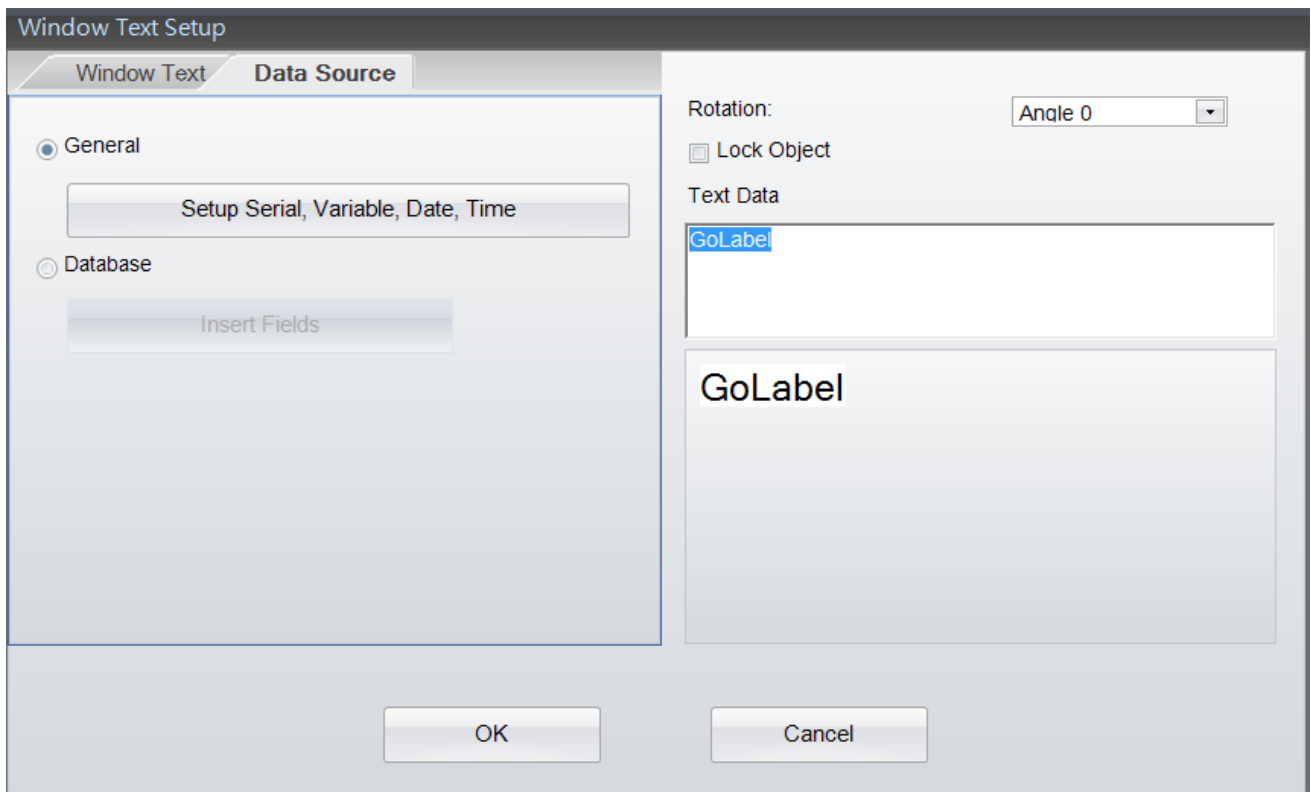 Window Text Setup
Window Text
Data Source
General
Setup Serial, Variable, Date, Time
Database
Insert Fields
Rotation:
Angle 0
Lock Object
Text Data
GoLabel
GoLabel
OK
Cancel